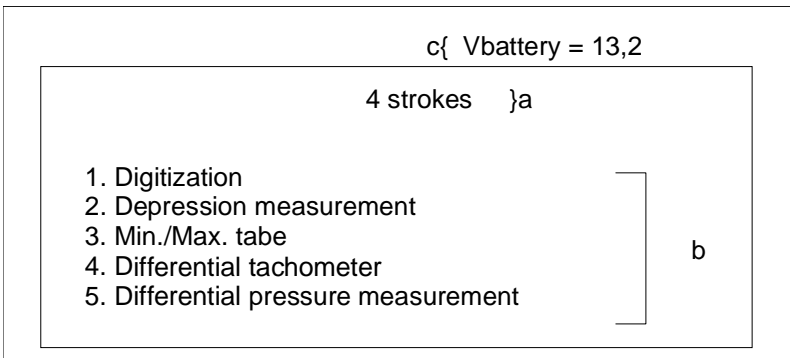 c{ Vbattery = 13,2
4 strokes }a
1. Digitization
2. Depression measurement
3. Min./Max. tabe
4. Differential tachometer
b
5. Differential pressure measurement